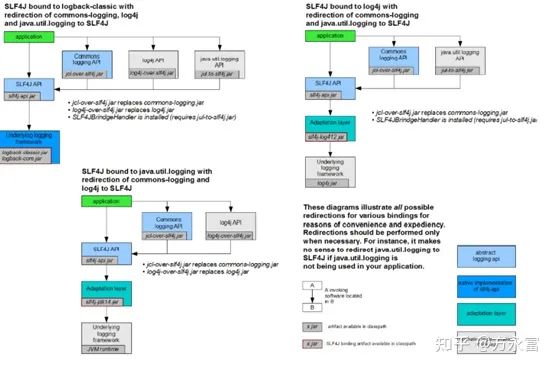 SLF4J bound to logback-classic with
redirection of commons-logging, log4j
and java.util.logging to SLF4J
application
Commons
logging API
jcl-over-slf4j.jar
log4j API
log4j-over-slf4j.jar
java.util.logging
API
jul-to-slf4j.jar
SLF4J API
slf4j-api.jar
• jcl-over-slf4j.jar replaces commons-logging.jar
• log4j-over-slf4j.jar replaces log4j.jar
• SLF4JBrindgeHandler is installed (requires jul-to-slf4j.jar)
Underlying logging
framework
logback-classic.jar
logback-core.jar
SLF4J bound to log4j with
redirection of commons-logging
and java.util.logging to SLF4J
application
Commons
logging API
jcl-over-slf4j.jar
java.util.logging
API
jul-to-slf4j.jar
SLF4J API
slf4j-api.jar
• jcl-over-slf4j.jar replaces commons-logging.jar
• SLF4JBrindgeHandler is installed (requires jul-to-slf4j
Adaptation layer
slf4j-log412.jar
Underlying
logging
framework
log4j.jar
SLF4J bound to java.util.logging with
redirection of commons-logging and
log4j to SLF4J
application
Commons
logging API
jcl-over-slf4j.jar
log4j API
log4j-over-slf4j.jar
SLF4J API
slf4j-api.jar
• jcl-over-slf4j.jar replaces commons-logging.jar
• log4j-over-slf4j.jar replaces log4j.jar
Adaptation layer
slf4j-jdk14.jar
Underlying
logging
framework
JVM runtime
These diagrams illustrate all possible
redirections for various bindings for
reasons of convenience and expediency.
Redirections should be performed only
when necessary. For instance, it makes
no sense to redirect java.util.logging to
SLF4J if java.util.logging is
not being used in your application.
A
B
A invoking
software located
in B
x.jar
artifact available in classpath
x.jar
SLF4J binding artifact available in classpath
abstract
logging api
native implementation
of slf4j-api
adaptation layer
知乎 @方永富